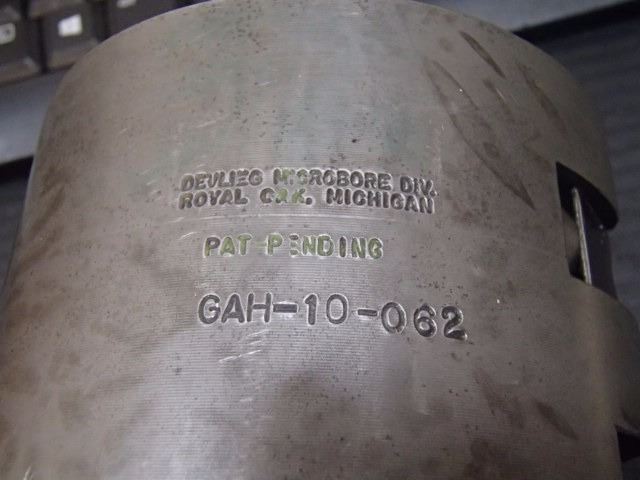 DEVLIEG MICROBORE DIV.
ROYAL OAK, MICHIGAN
PAT PENDING
GAH-10-062